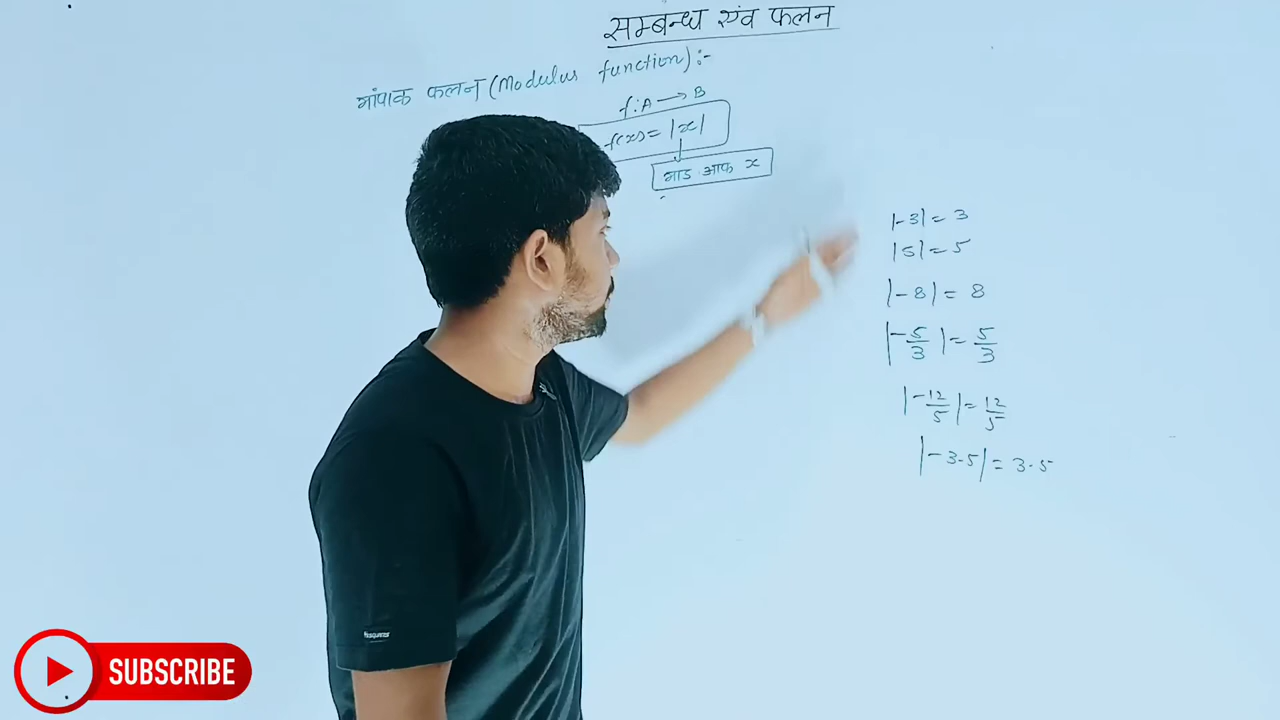 सम्बन्ध एंव फलन
मांपाक फलन (Modulus function) :-
f : A → B
f(x) = |x|
माड आफ x
|-3| = 3
|5| = 5
|-8| = 8
|-5/3| = 5/3
|-12/5| = 12/5
|-3.5| = 3.5
SUBSCRIBE